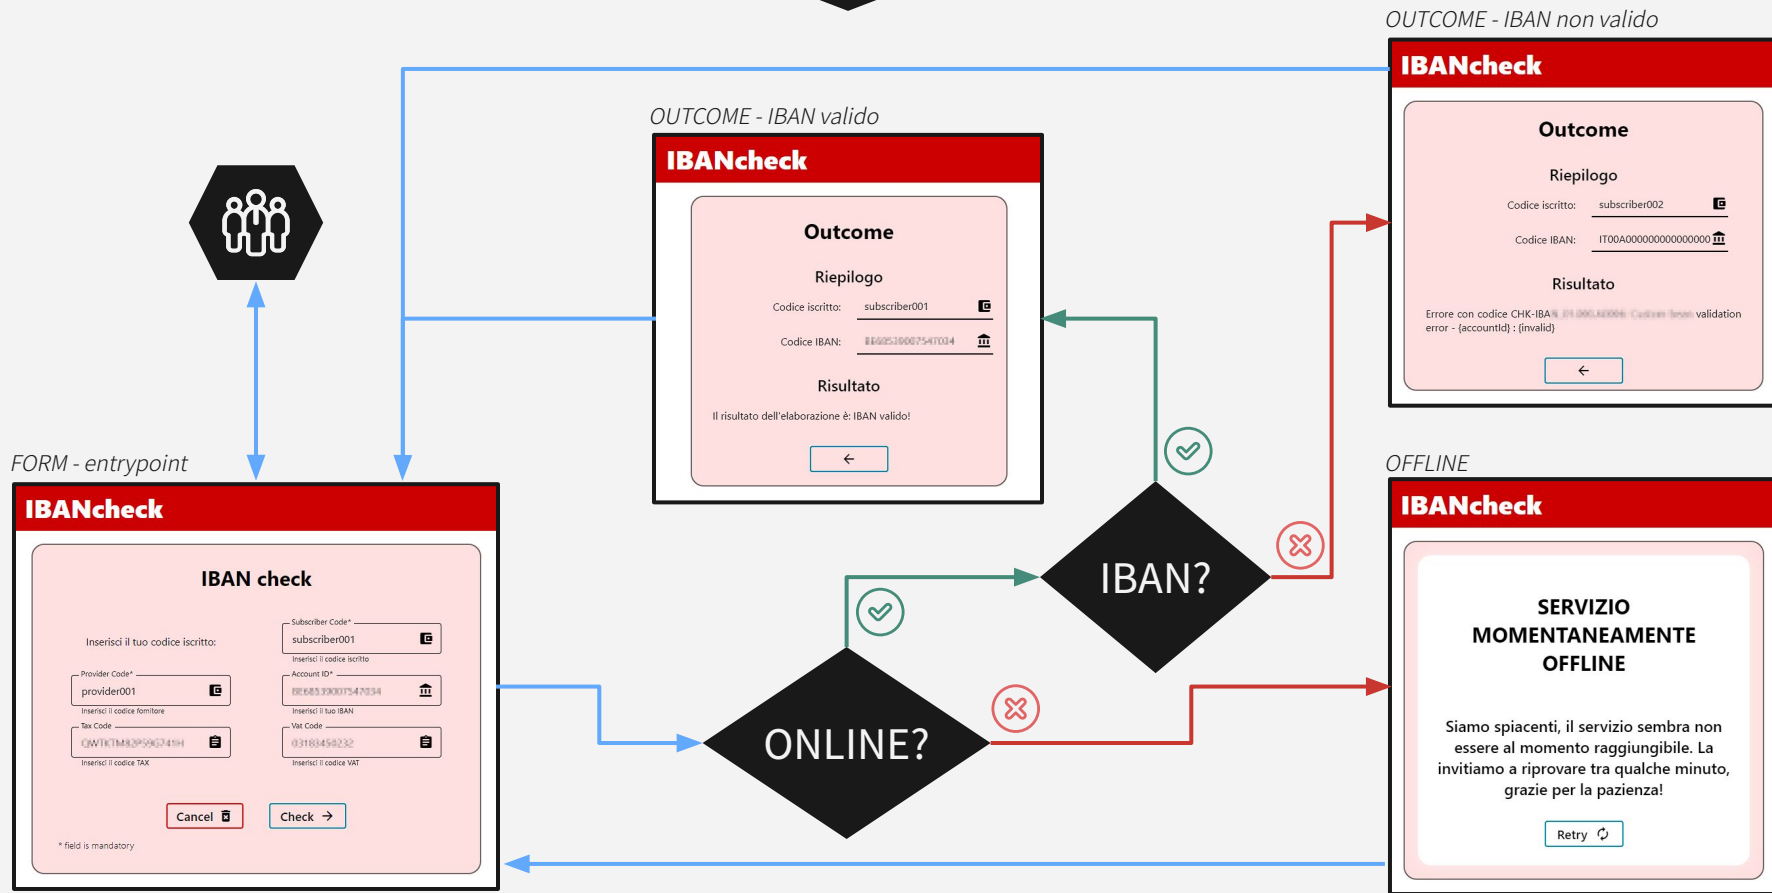 OUTCOME - IBAN non valido
IBANcheck
Outcome
Riepilogo
Codice iscritto: subscriber002
Codice IBAN: IT00A000000000000000
Risultato
Errore con codice CHK-IBA validation
error - {accountId} : {invalid}
OUTCOME - IBAN valido
IBANcheck
Outcome
Riepilogo
Codice iscritto: subscriber001
Codice IBAN:
Risultato
Il risultato dell'elaborazione è: IBAN valido!
FORM - entrypoint
IBANcheck
IBAN check
Inserisci il tuo codice iscritto:
Subscriber Code*
subscriber001
Inserisci il codice iscritto
Provider Code*
provider001
Inserisci il codice fornitore
Account ID*
Inserisci il tuo IBAN
Tax Code
Inserisci il codice TAX
Vat Code
Inserisci il codice VAT
Cancel
Check
* field is mandatory
ONLINE?
IBAN?
OFFLINE
IBANcheck
SERVIZIO
MOMENTANEAMENTE
OFFLINE
Siamo spiacenti, il servizio sembra non
essere al momento raggiungibile. La
invitiamo a riprovare tra qualche minuto,
grazie per la pazienza!
Retry